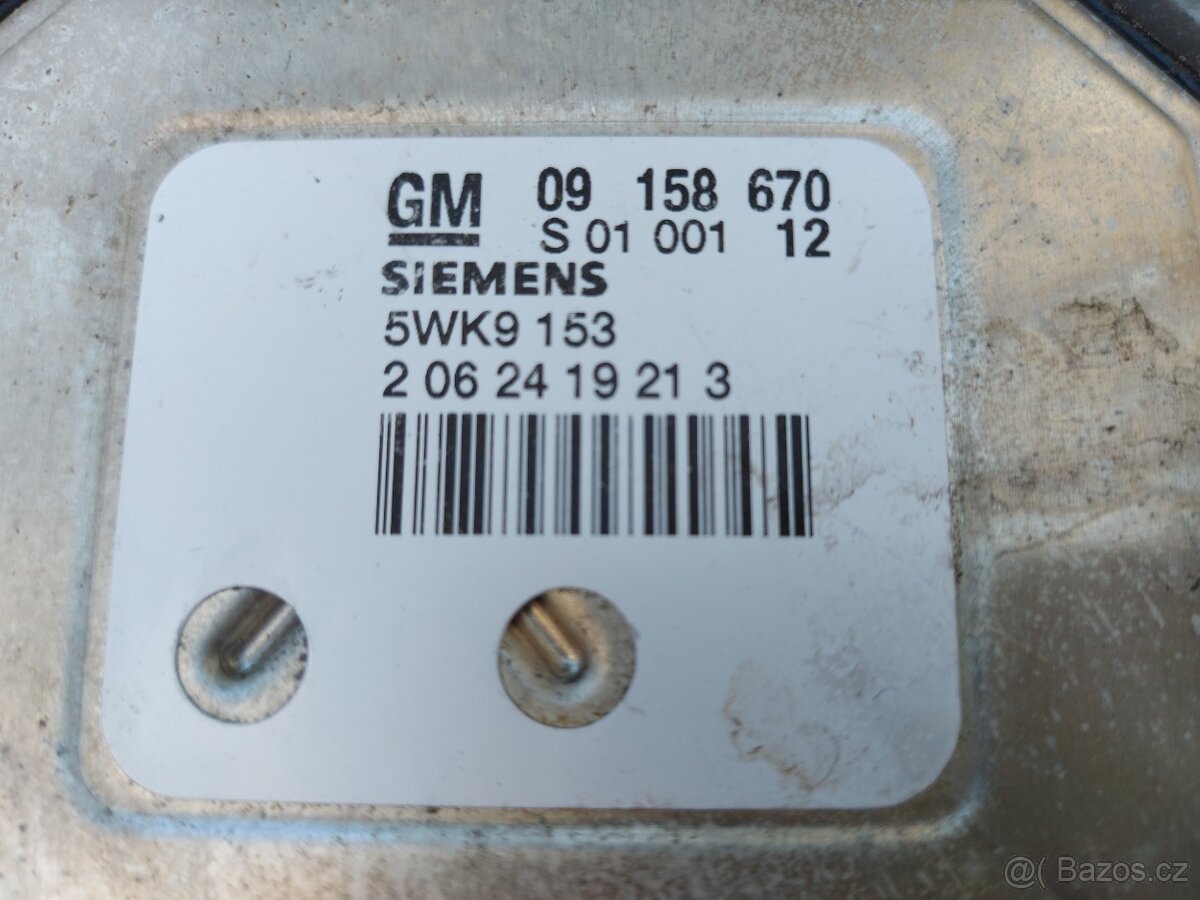 GM 09 158 670
S 01 001 12
SIEMENS
5WK9 153
2 06 24 19 21 3
@( Bazos.cz